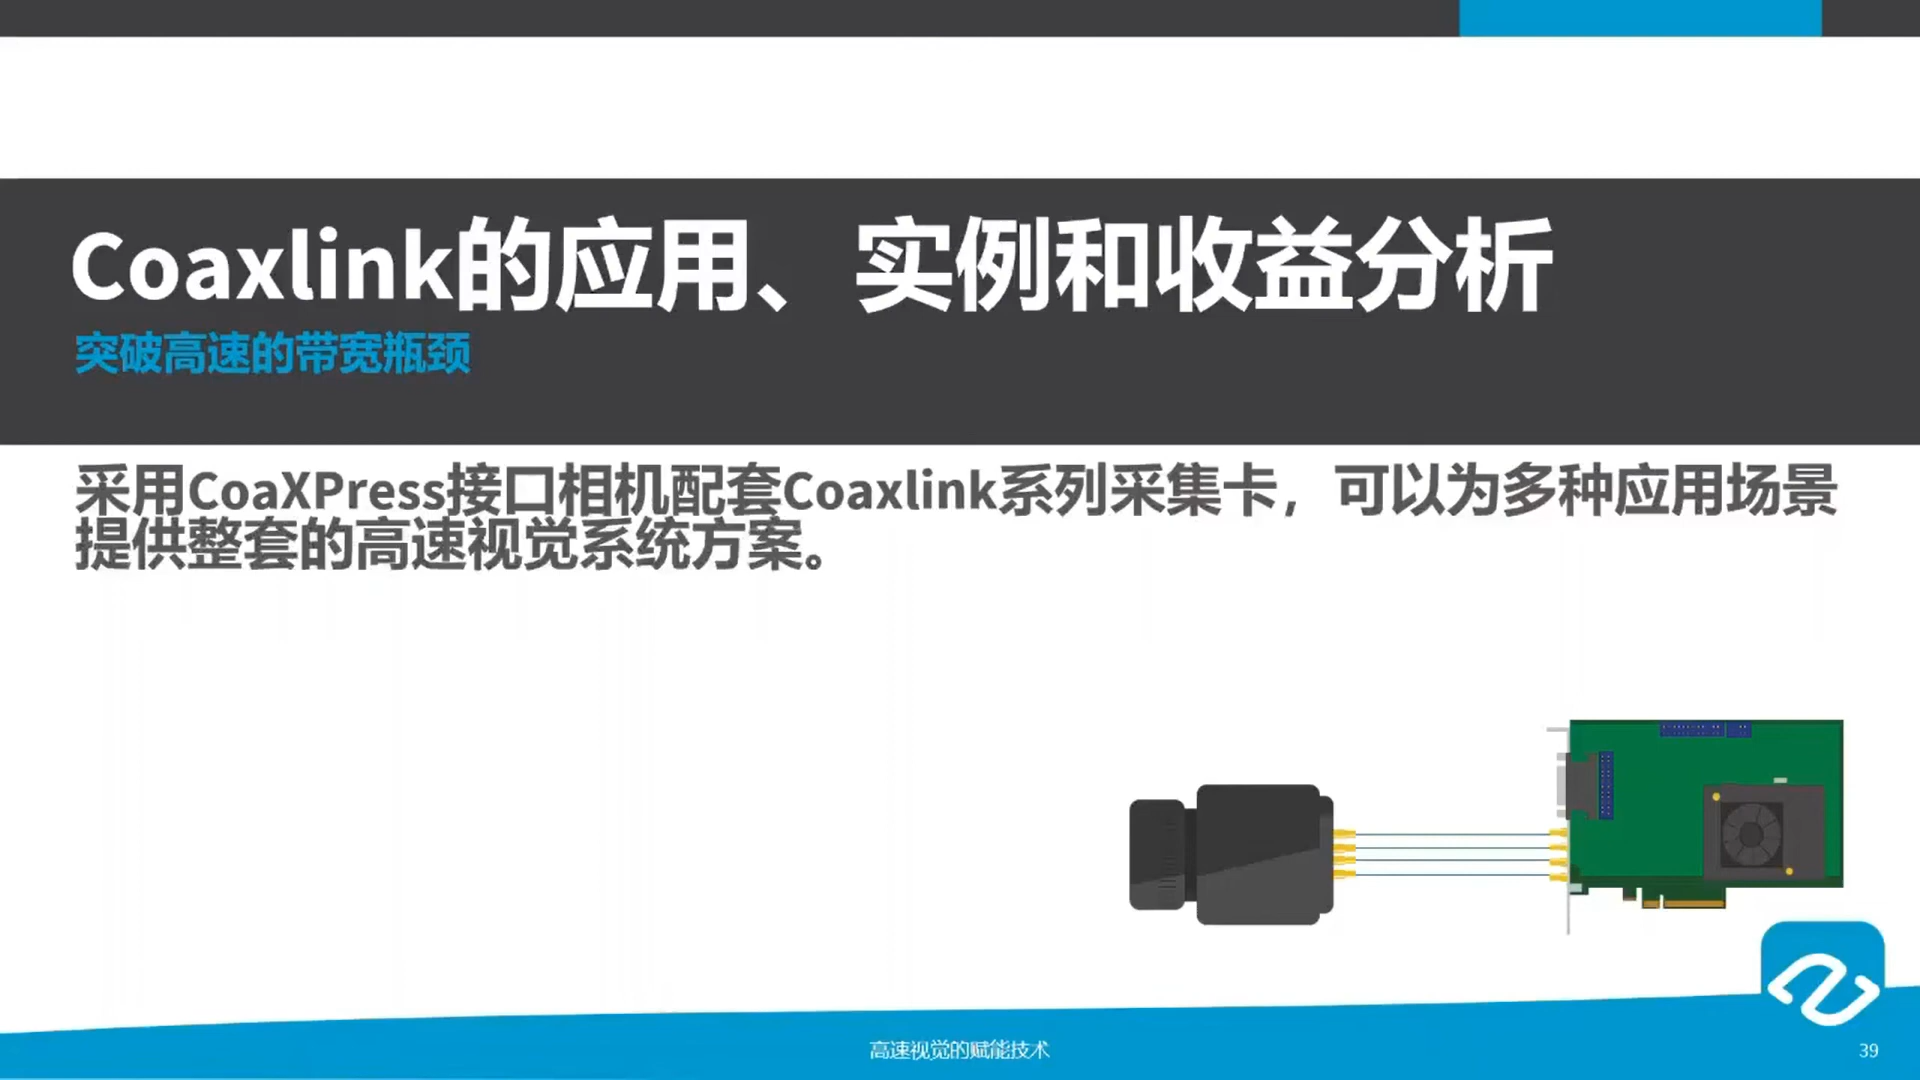 Coaxlink的应用、实例和收益分析
突破高速的带宽瓶颈
采用CoaXPress接口相机配套Coaxlink系列采集卡，可以为多种应用场景
提供整套的高速视觉系统方案。
高速视觉的赋能技术
39